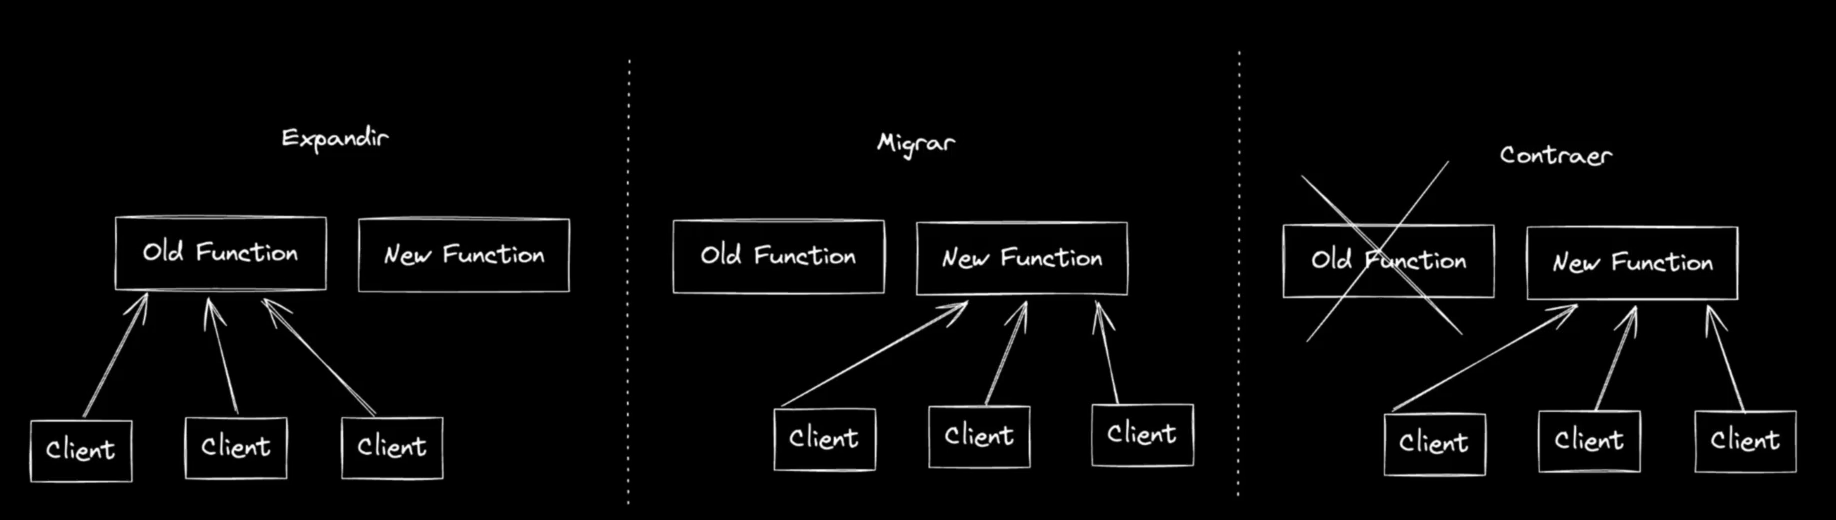 Expandir
Old Function
New Function
Client
Client
Client
Migrar
Old Function
New Function
Client
Client
Client
Contraer
Old Function
New Function
Client
Client
Client